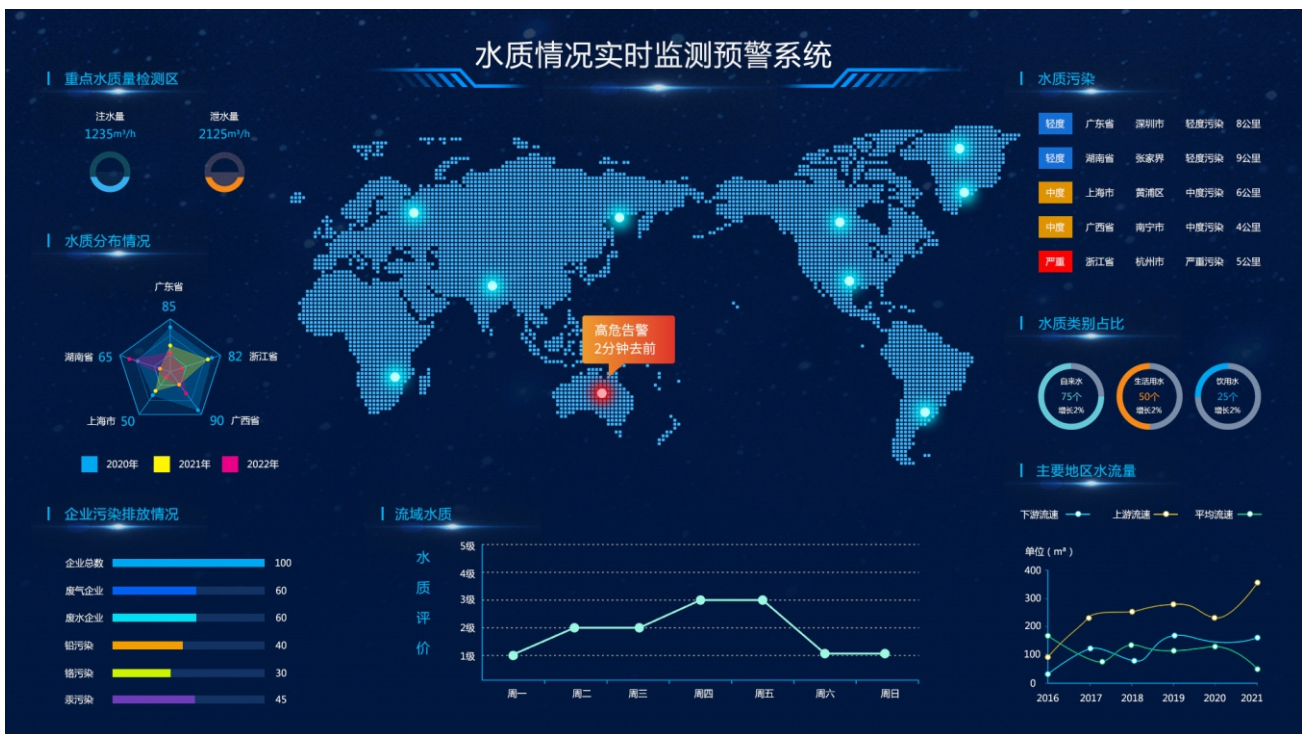 水质情况实时监测预警系统
重点水质量检测区
注水量 泄水量
1235m³/h 2125m³/h
水质分布情况
广东省
85
湖南省 65 82 浙江省
上海市 50 90 广西省
2020年 2021年 2022年
企业污染排放情况
企业总数 100
废气企业 60
废水企业 60
铅污染 40
铬污染 30
汞污染 45
高危告警
2分钟去前
流域水质
水质评价
5级
4级
3级
2级
1级
周一 周二 周三 周四 周五 周六 周日
水质污染
轻度 广东省 深圳市 轻度污染 8公里
轻度 湖南省 张家界 轻度污染 9公里
中度 上海市 黄浦区 中度污染 6公里
中度 广西省 南宁市 中度污染 4公里
严重 浙江省 杭州市 严重污染 5公里
水质类别占比
自来水 生活用水 饮用水
75个 50个 25个
增长2% 增长2% 增长2%
主要地区水流量
下游流速 上游流速 平均流速
单位（m³）
400
300
200
100
0
2016 2017 2018 2019 2020 2021